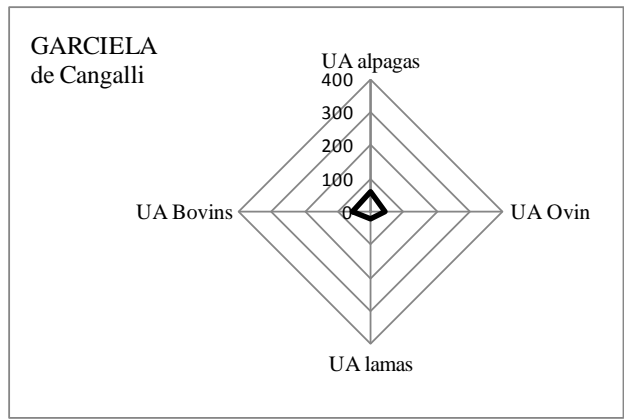 GARCIELA
de Cangalli
UA alpagas
400
300
200
100
0
UA Bovins
UA Ovin
UA lamas